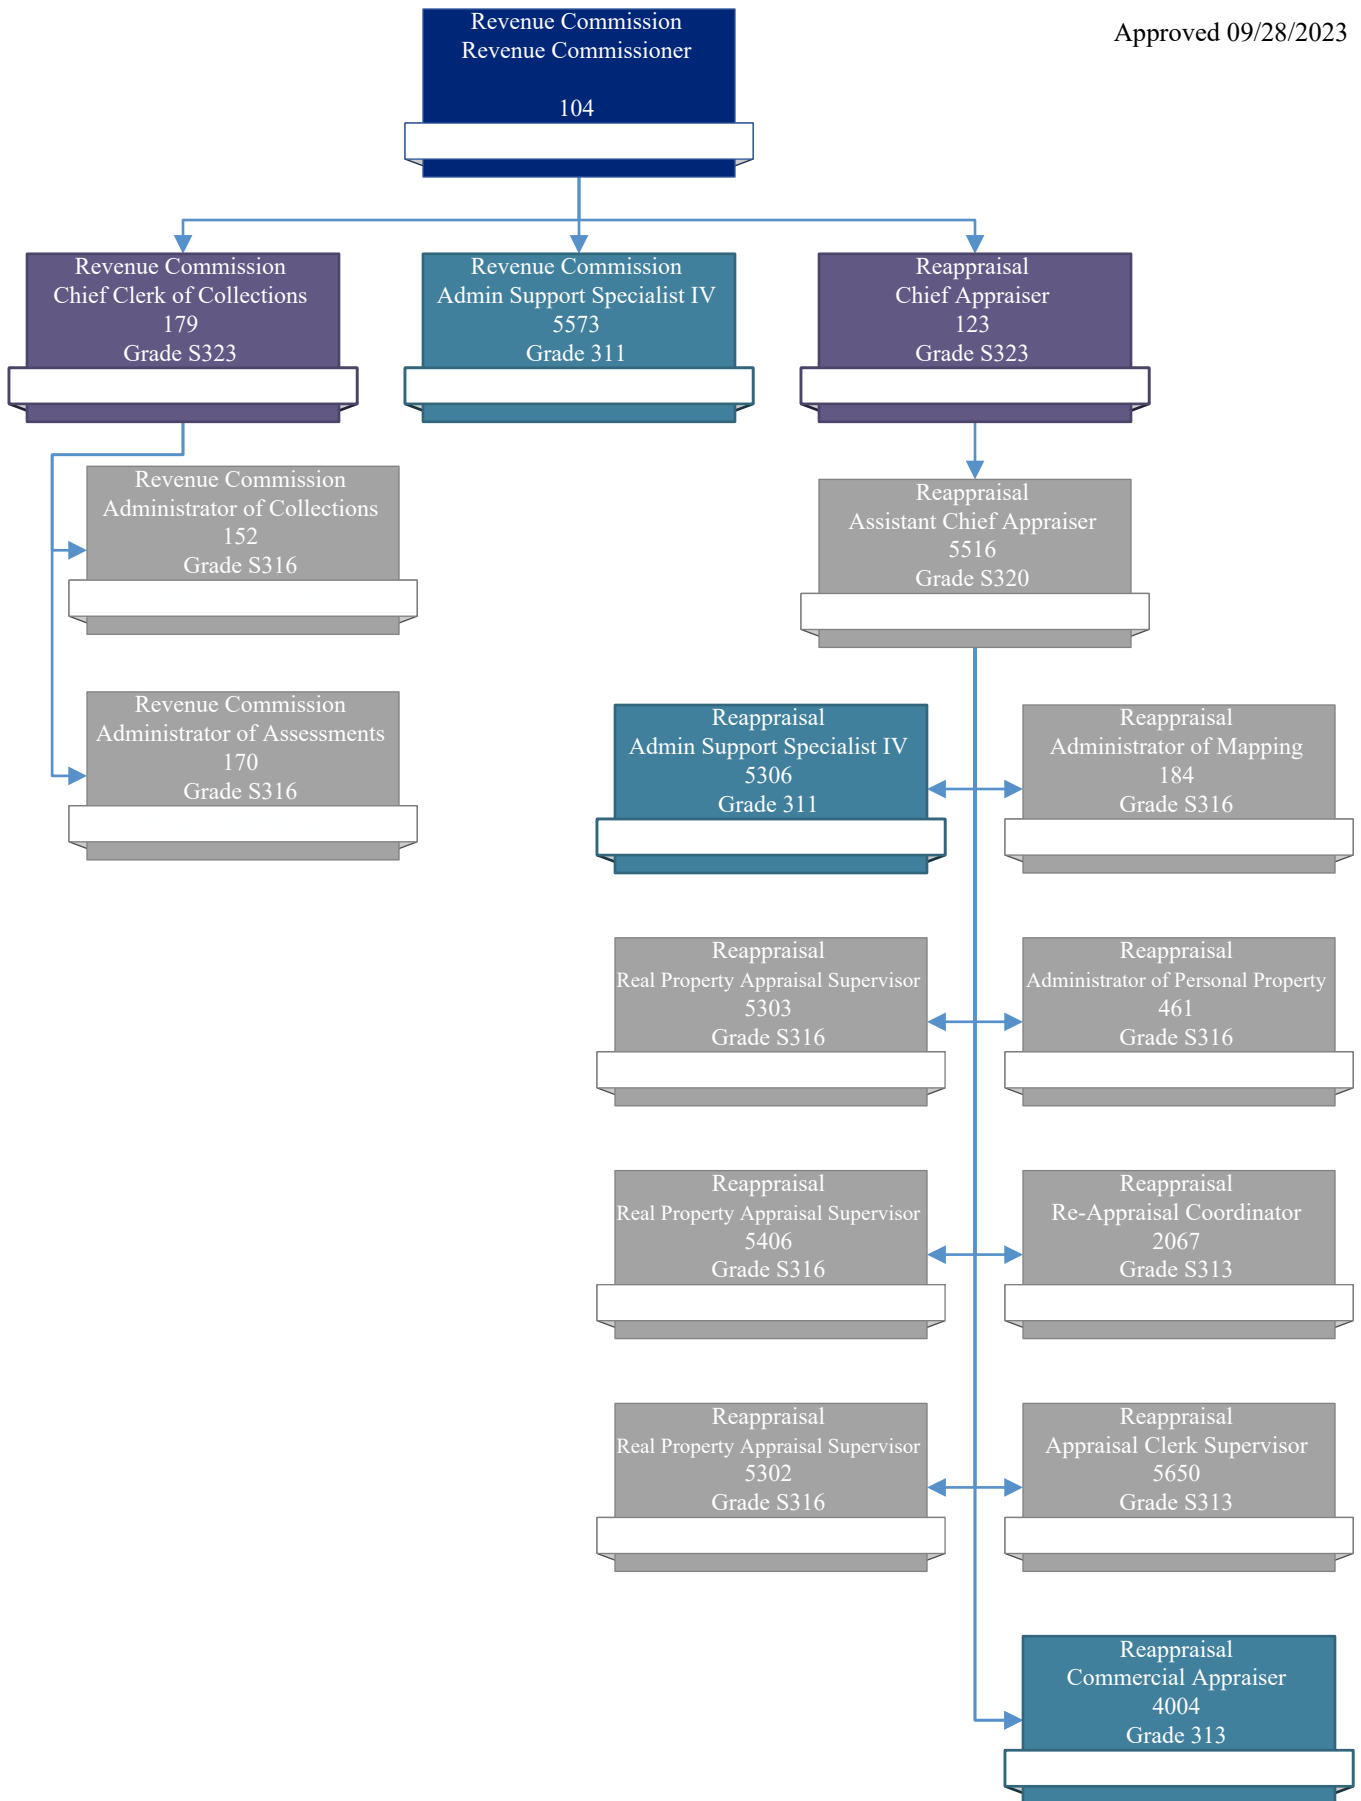 Revenue Commission
Revenue Commissioner
104
Approved 09/28/2023
Revenue Commission
Chief Clerk of Collections
179
Grade S323
Revenue Commission
Admin Support Specialist IV
5573
Grade 311
Reappraisal
Chief Appraiser
123
Grade S323
Revenue Commission
Administrator of Collections
152
Grade S316
Reappraisal
Assistant Chief Appraiser
5516
Grade S320
Revenue Commission
Administrator of Assessments
170
Grade S316
Reappraisal
Admin Support Specialist IV
5306
Grade 311
Reappraisal
Administrator of Mapping
184
Grade S316
Reappraisal
Real Property Appraisal Supervisor
5303
Grade S316
Reappraisal
Administrator of Personal Property
461
Grade S316
Reappraisal
Real Property Appraisal Supervisor
5406
Grade S316
Reappraisal
Re-Appraisal Coordinator
2067
Grade S313
Reappraisal
Real Property Appraisal Supervisor
5302
Grade S316
Reappraisal
Appraisal Clerk Supervisor
5650
Grade S313
Reappraisal
Commercial Appraiser
4004
Grade 313